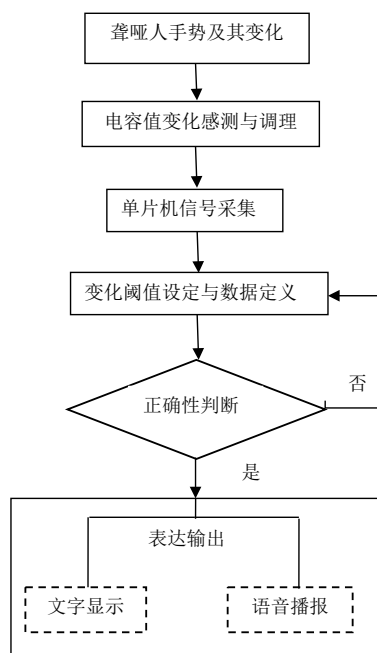 聋哑人手势及其变化
电容值变化感测与调理
单片机信号采集
变化阈值设定与数据定义
正确性判断
否
是
表达输出
文字显示
语音播报